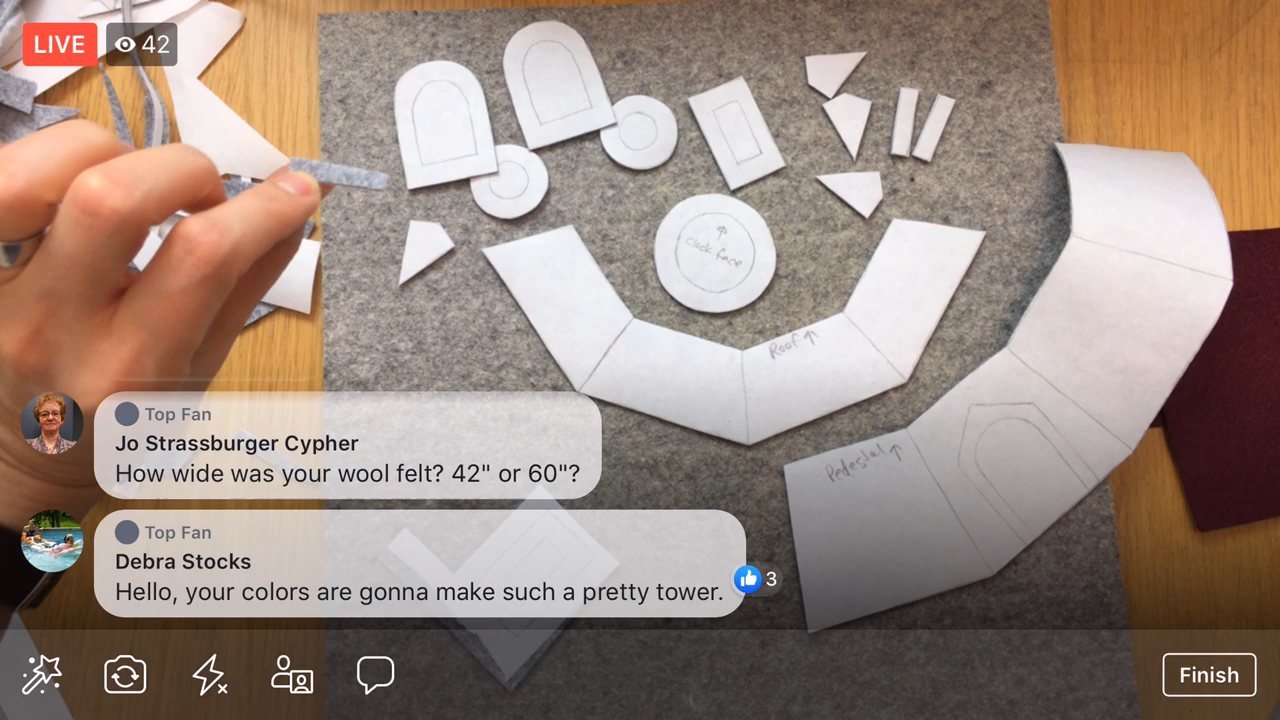 LIVE
42
clock face
Roof
Pedestal
Top Fan
Jo Strassburger Cypher
How wide was your wool felt? 42" or 60"?
Top Fan
Debra Stocks
Hello, your colors are gonna make such a pretty tower.
3
Finish